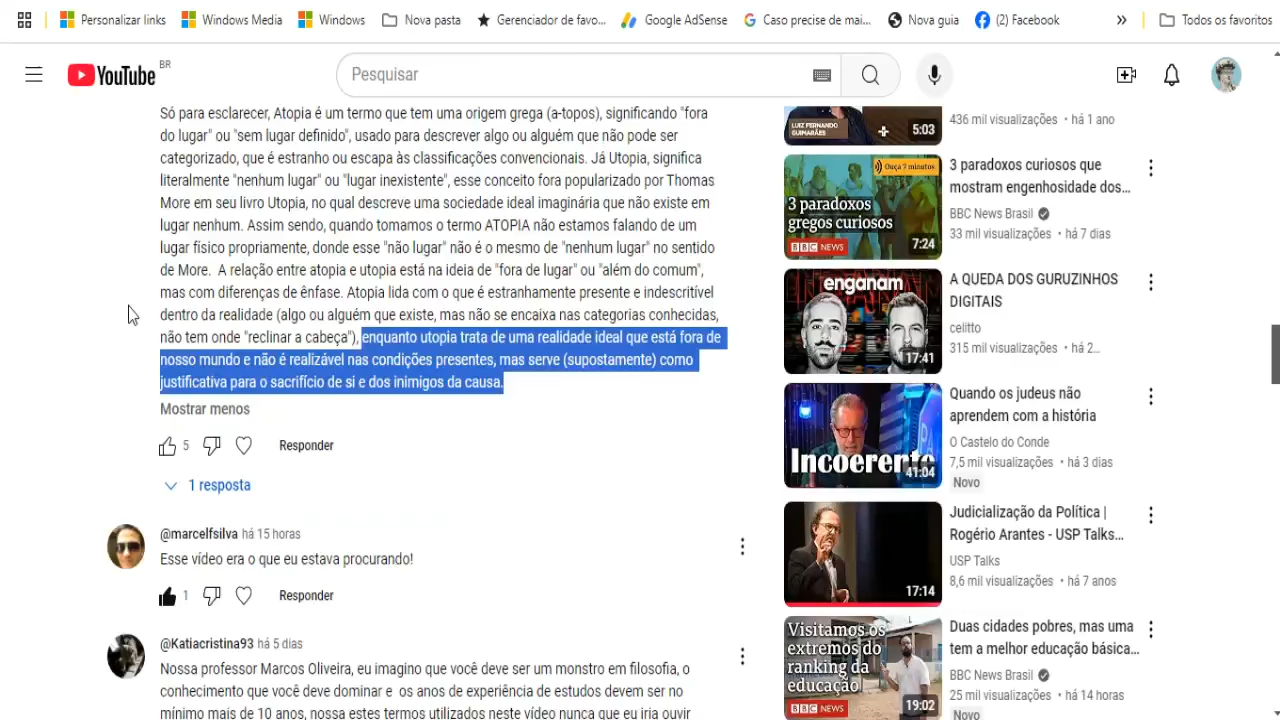 Personalizar links
Windows Media
Windows
Nova pasta
Gerenciador de favo...
Google AdSense
Caso precise de mai...
Nova guia
(2) Facebook
»
Todos os favoritos
YouTube BR
Pesquisar
Só para esclarecer, Atopia é um termo que tem uma origem grega (a-topos), significando "fora
do lugar" ou "sem lugar definido", usado para descrever algo ou alguém que não pode ser
categorizado, que é estranho ou escapa às classificações convencionais. Já Utopia, significa
literalmente "nenhum lugar" ou "lugar inexistente", esse conceito fora popularizado por Thomas
More em seu livro Utopia, no qual descreve uma sociedade ideal imaginária que não existe em
lugar nenhum. Assim sendo, quando tomamos o termo ATOPIA não estamos falando de um
lugar físico propriamente, donde esse "não lugar" não é o mesmo de "nenhum lugar" no sentido
de More.  A relação entre atopia e utopia está na ideia de "fora de lugar" ou "além do comum",
mas com diferenças de ênfase. Atopia lida com o que é estranhamente presente e indescritível
dentro da realidade (algo ou alguém que existe, mas não se encaixa nas categorias conhecidas,
não tem onde "reclinar a cabeça"), enquanto utopia trata de uma realidade ideal que está fora de
nosso mundo e não é realizável nas condições presentes, mas serve (supostamente) como
justificativa para o sacrifício de si e dos inimigos da causa.
Mostrar menos
5
Responder
1 resposta
@marcelfsilva há 15 horas
Esse vídeo era o que eu estava procurando!
1
Responder
@Katiacristina93 há 5 dias
Nossa professor Marcos Oliveira, eu imagino que você deve ser um monstro em filosofia, o
conhecimento que você deve dominar e  os anos de experiência de estudos devem ser no
mínimo mais de 10 anos, nossa estes termos utilizados neste vídeo nunca que eu iria ouvir
LUIZ FERNANDO
GUIMARÃES
5:03
436 mil visualizações • há 1 ano
Ouça 7 minutos
3 paradoxos
gregos curiosos
BBC NEWS
7:24
3 paradoxos curiosos que
mostram engenhosidade dos...
BBC News Brasil
33 mil visualizações • há 7 dias
enganam
17:41
A QUEDA DOS GURUZINHOS
DIGITAIS
celitto
315 mil visualizações • há 2...
Incoerente
41:04
Quando os judeus não
aprendem com a história
O Castelo do Conde
7,5 mil visualizações • há 3 dias
Novo
17:14
Judicialização da Política |
Rogério Arantes - USP Talks...
USP Talks
8,6 mil visualizações • há 7 anos
Visitamos os
extremos do
ranking da
educação
BBC NEWS
19:02
Duas cidades pobres, mas uma
tem a melhor educação básica...
BBC News Brasil
25 mil visualizações • há 14 horas
Novo